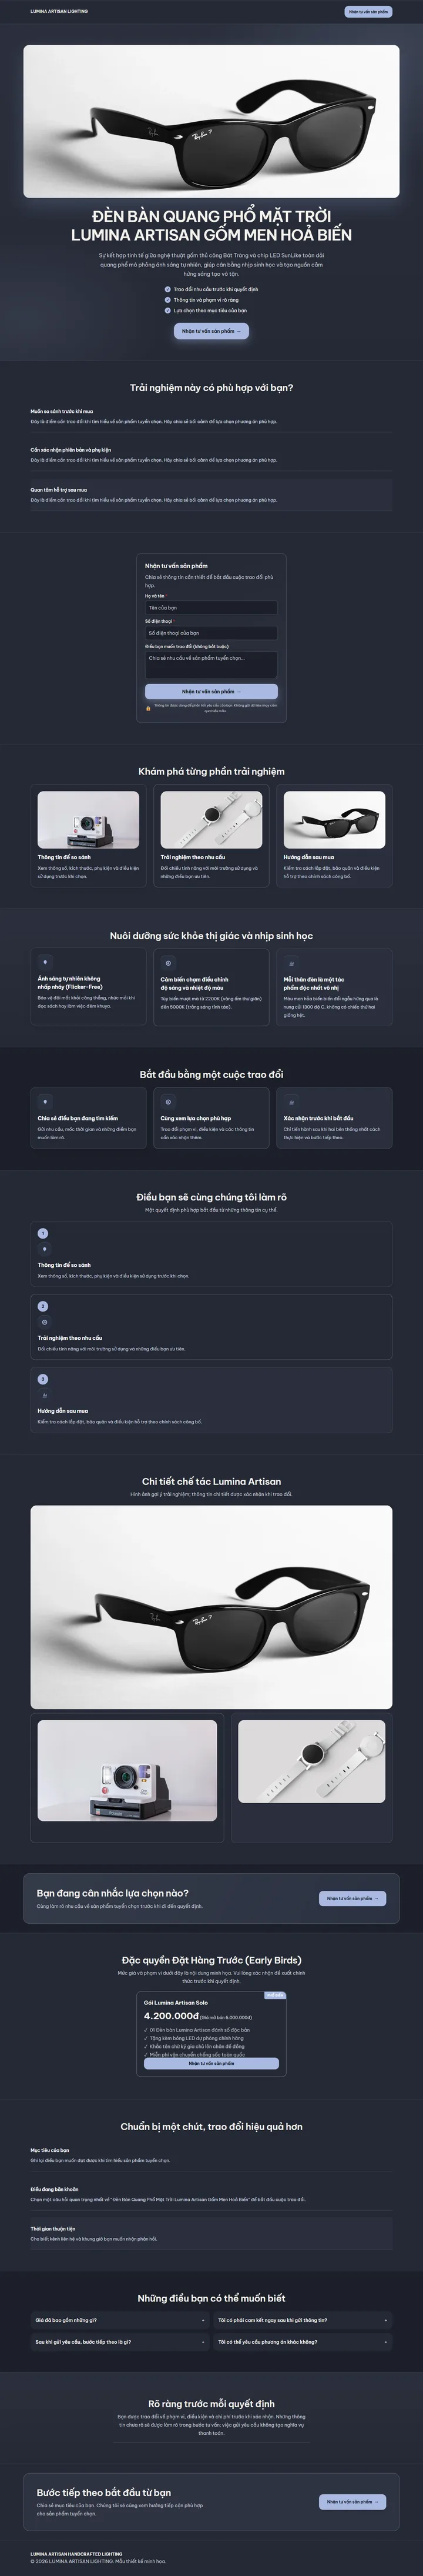 LUMINA ARTISAN LIGHTING
Nhận tư vấn sản phẩm
Ray-Ban
ĐÈN BÀN QUANG PHỔ MẶT TRỜI
LUMINA ARTISAN GỐM MEN HOẢ BIẾN
Sự kết hợp tinh tế giữa nghệ thuật gốm thủ công Bát Tràng và chip LED SunLike toàn dải
quang phổ mô phỏng ánh sáng tự nhiên, giúp cân bằng nhịp sinh học và tạo nguồn cảm
hứng sáng tạo vô tận.
Trao đổi nhu cầu trước khi quyết định
Thông tin và phạm vi rõ ràng
Lựa chọn theo mục tiêu của bạn
Nhận tư vấn sản phẩm →
Trải nghiệm này có phù hợp với bạn?
Muốn so sánh trước khi mua
Đây là điểm cần trao đổi khi tìm hiểu về sản phẩm tuyển chọn. Hãy chia sẻ bối cảnh để lựa chọn phương án phù hợp.
Cần xác nhận phiên bản và phụ kiện
Đây là điểm cần trao đổi khi tìm hiểu về sản phẩm tuyển chọn. Hãy chia sẻ bối cảnh để lựa chọn phương án phù hợp.
Quan tâm hỗ trợ sau mua
Đây là điểm cần trao đổi khi tìm hiểu về sản phẩm tuyển chọn. Hãy chia sẻ bối cảnh để lựa chọn phương án phù hợp.
Nhận tư vấn sản phẩm
Chia sẻ thông tin cần thiết để bắt đầu cuộc trao đổi phù
hợp.
Họ và tên *
Tên của bạn
Số điện thoại *
Số điện thoại của bạn
Điều bạn muốn trao đổi (không bắt buộc)
Chia sẻ nhu cầu về sản phẩm tuyển chọn...
Nhận tư vấn sản phẩm →
Thông tin được dùng để phản hồi yêu cầu của bạn. Không gửi dữ liệu nhạy cảm
qua biểu mẫu.
Khám phá từng phần trải nghiệm
Thông tin để so sánh
Xem thông số, kích thước, phụ kiện và điều kiện
sử dụng trước khi chọn.
Trải nghiệm theo nhu cầu
Đối chiếu tính năng với môi trường sử dụng và
những điều bạn ưu tiên.
Hướng dẫn sau mua
Kiểm tra cách lắp đặt, bảo quản và điều kiện
hỗ trợ theo chính sách công bố.
Nuôi dưỡng sức khỏe thị giác và nhịp sinh học
Ánh sáng tự nhiên không
nhấp nháy (Flicker-Free)
Bảo vệ đôi mắt khỏi căng thẳng, nhức mỏi khi
đọc sách hay làm việc đêm khuya.
Cảm biến chạm điều chỉnh
độ sáng và nhiệt độ màu
Tùy biến mượt mà từ 2200K (vàng ấm thư giãn)
đến 5000K (trắng sáng tỉnh táo).
Mỗi thân đèn là một tác
phẩm độc nhất vô nhị
Màu men hỏa biến biến đổi ngẫu hứng qua lò
nung củi 1300 độ C, không có chiếc thứ hai
giống hệt.
Bắt đầu bằng một cuộc trao đổi
Chia sẻ điều bạn đang tìm kiếm
Gửi nhu cầu, mốc thời gian và những điểm bạn
muốn làm rõ.
Cùng xem lựa chọn phù hợp
Trao đổi phạm vi, điều kiện và các thông tin
cần xác nhận thêm.
Xác nhận trước khi bắt đầu
Chỉ tiến hành sau khi hai bên thống nhất cách
thực hiện và bước tiếp theo.
Điều bạn sẽ cùng chúng tôi làm rõ
Một quyết định phù hợp bắt đầu từ những thông tin cụ thể.
1
Thông tin để so sánh
Xem thông số, kích thước, phụ kiện và điều kiện sử dụng trước khi chọn.
2
Trải nghiệm theo nhu cầu
Đối chiếu tính năng với môi trường sử dụng và những điều bạn ưu tiên.
3
Hướng dẫn sau mua
Kiểm tra cách lắp đặt, bảo quản và điều kiện hỗ trợ theo chính sách công bố.
Chi tiết chế tác Lumina Artisan
Hình ảnh gợi ý trải nghiệm; thông tin chi tiết được xác nhận khi trao đổi.
Ray-Ban
Bạn đang cân nhắc lựa chọn nào?
Cùng làm rõ nhu cầu về sản phẩm tuyển chọn trước khi đi đến quyết định.
Nhận tư vấn sản phẩm →
Đặc quyền Đặt Hàng Trước (Early Birds)
Mức giá và phạm vi dưới đây là nội dung minh họa. Vui lòng xác nhận đề xuất chính
thức trước khi quyết định.
Gói Lumina Artisan Solo
4.200.000đ (Giá mở bán 6.000.000đ)
✓ 01 Đèn bàn Lumina Artisan đánh số độc bản
✓ Tặng kèm bóng LED dự phòng chính hãng
✓ Khắc tên chữ ký gia chủ lên chân đế đồng
✓ Miễn phí vận chuyển chống sốc toàn quốc
Nhận tư vấn sản phẩm
Chuẩn bị một chút, trao đổi hiệu quả hơn
Mục tiêu của bạn
Ghi lại điều bạn muốn đạt được khi tìm hiểu sản phẩm tuyển chọn.
Điều đang băn khoăn
Chọn một câu hỏi quan trọng nhất về "Đèn Bàn Quang Phổ Mặt Trời Lumina Artisan Gốm Men Hoả Biến" để bắt đầu cuộc trao đổi.
Thời gian thuận tiện
Cho biết kênh liên hệ và khung giờ bạn muốn nhận phản hồi.
Những điều bạn có thể muốn biết
Giá đã bao gồm những gì? +
Tôi có phải cam kết ngay sau khi gửi thông tin? +
Sau khi gửi yêu cầu, bước tiếp theo là gì? +
Tôi có thể yêu cầu phương án khác không? +
Rõ ràng trước mỗi quyết định
Bạn được trao đổi về phạm vi, điều kiện và chi phí trước khi xác nhận. Những thông
tin chưa rõ sẽ được làm rõ trong bước tư vấn; việc gửi yêu cầu không tạo nghĩa vụ
thanh toán.
Bước tiếp theo bắt đầu từ bạn
Chia sẻ mục tiêu của bạn. Chúng tôi sẽ cùng xem hướng tiếp cận phù hợp
cho sản phẩm tuyển chọn.
Nhận tư vấn sản phẩm →
LUMINA ARTISAN HANDCRAFTED LIGHTING
© 2026 LUMINA ARTISAN LIGHTING. Mẫu thiết kế minh họa.